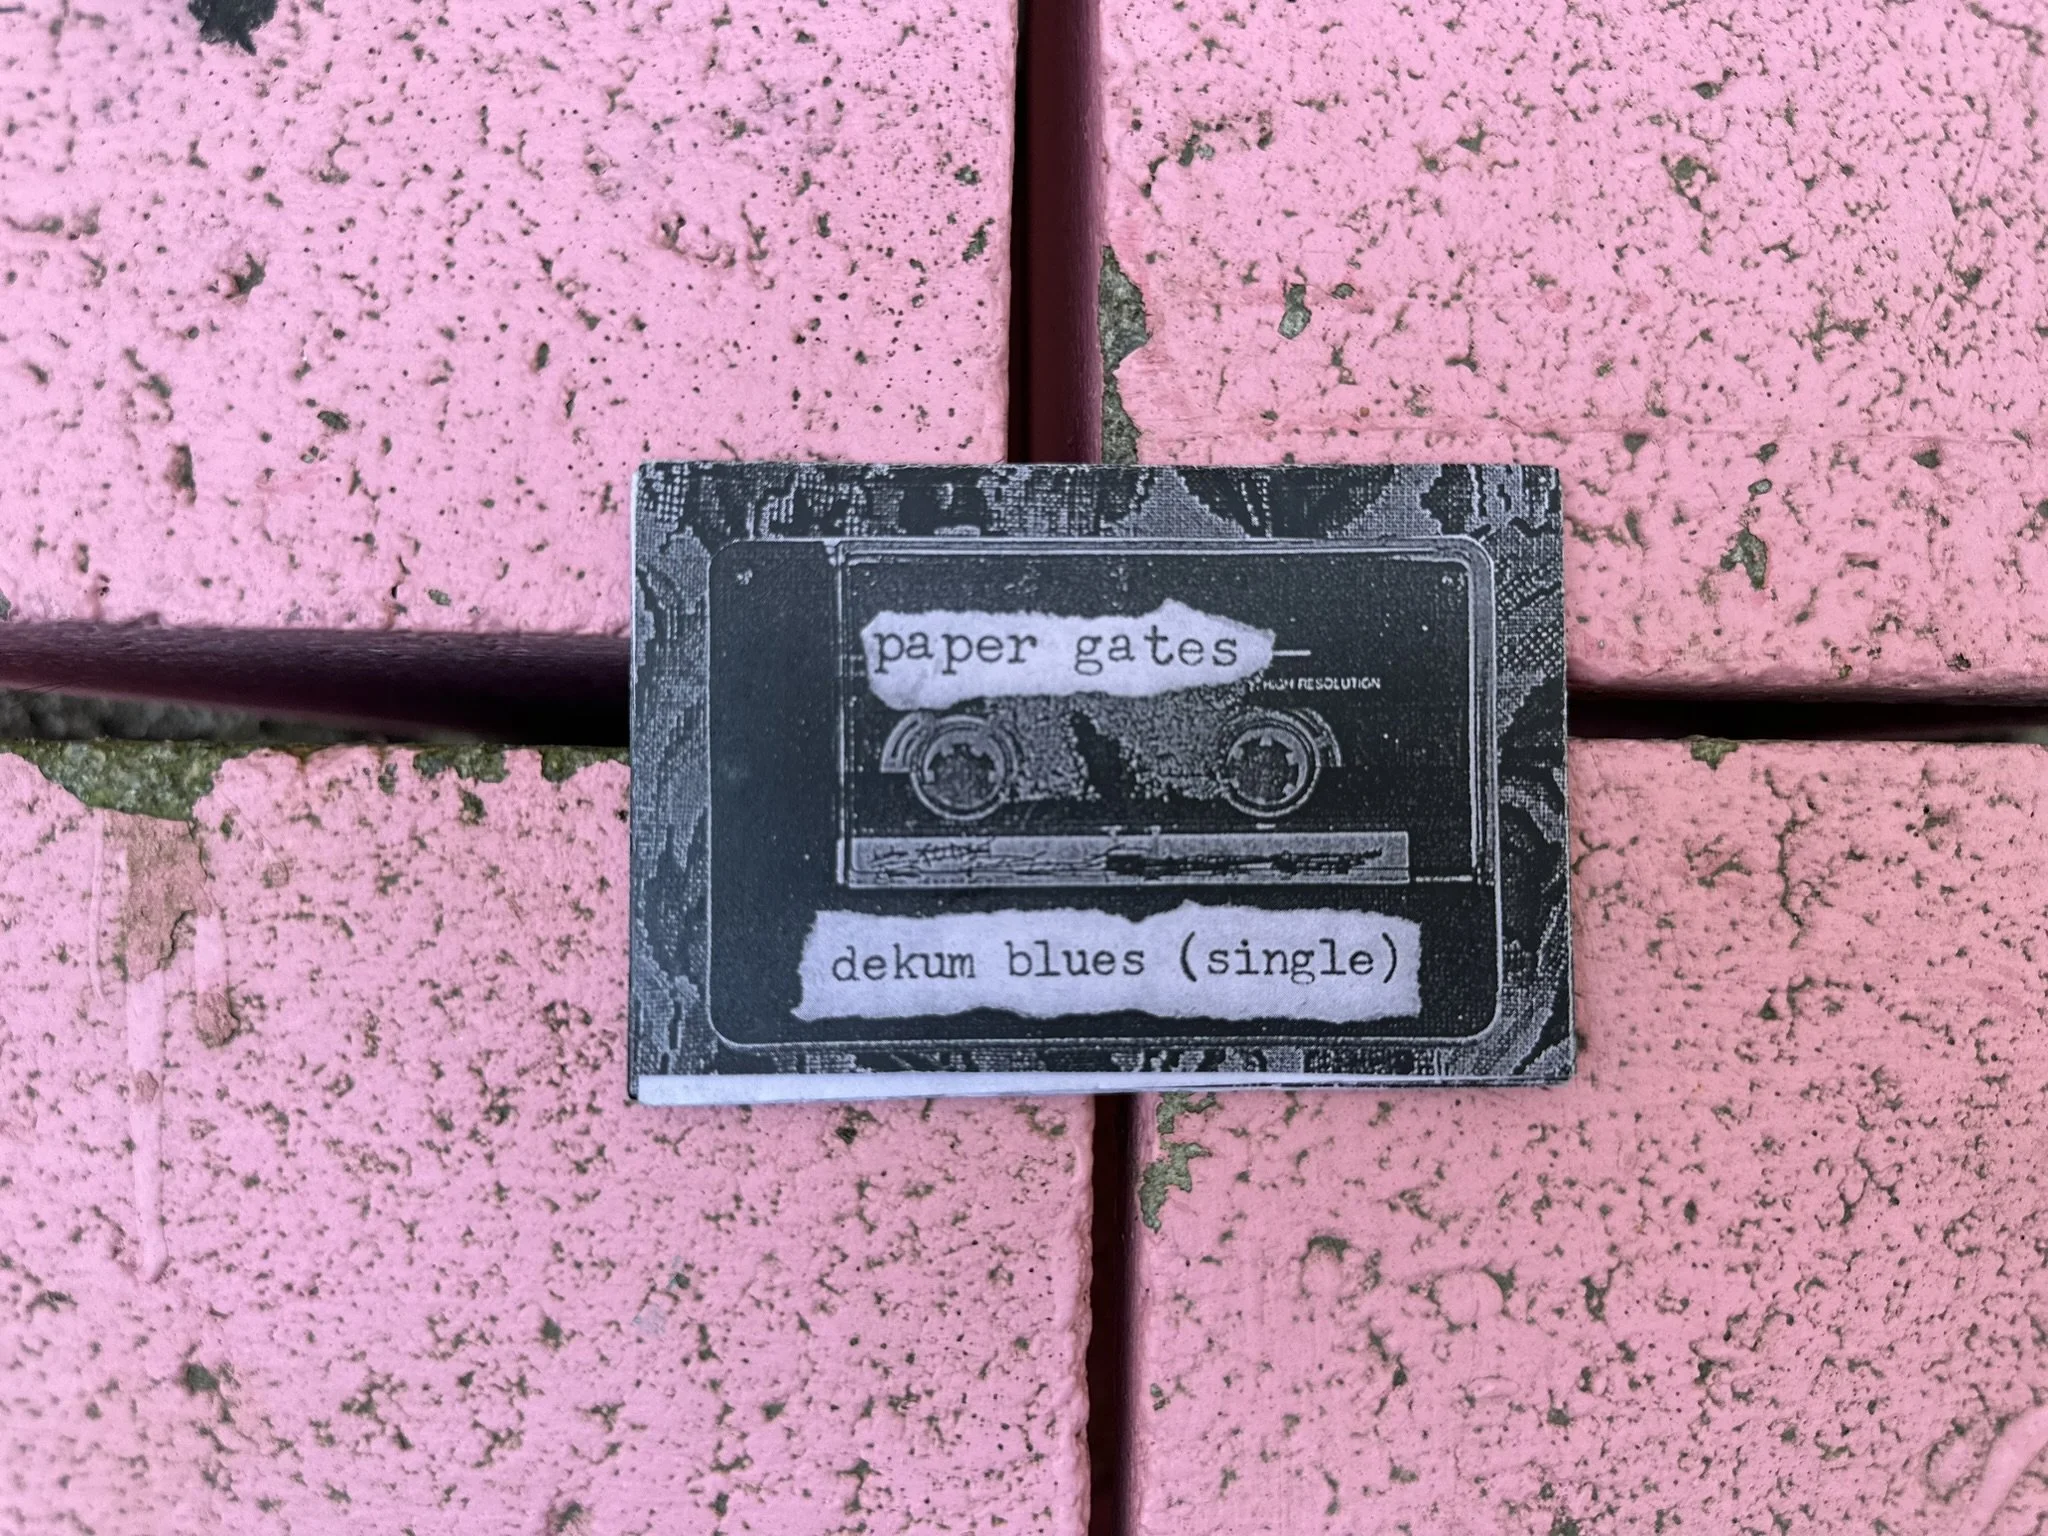 paper gates
HIGH RESOLUTION
dekum blues (single)